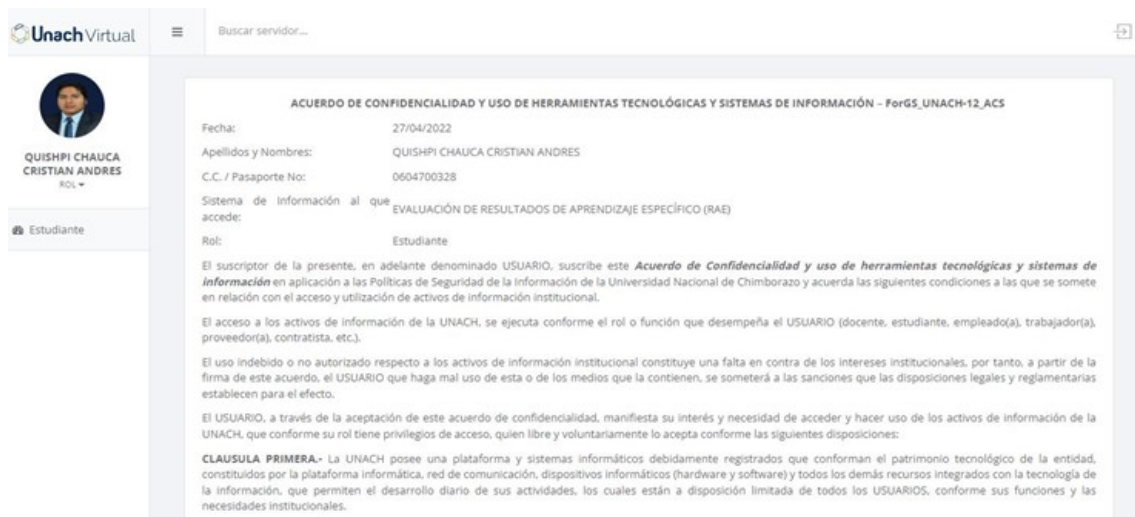 Unach Virtual
Buscar servidor...
QUISHPI CHAUCA
CRISTIAN ANDRES
ROL
Estudiante
ACUERDO DE CONFIDENCIALIDAD Y USO DE HERRAMIENTAS TECNOLÓGICAS Y SISTEMAS DE INFORMACIÓN – ForGS_UNACH-12_ACS
Fecha: 27/04/2022
Apellidos y Nombres: QUISHPI CHAUCA CRISTIAN ANDRES
C.C. / Pasaporte No: 0604700328
Sistema de Información al que
accede: EVALUACIÓN DE RESULTADOS DE APRENDIZAJE ESPECÍFICO (RAE)
Rol: Estudiante
El suscriptor de la presente, en adelante denominado USUARIO, suscribe este Acuerdo de Confidencialidad y uso de herramientas tecnológicas y sistemas de
información en aplicación a las Políticas de Seguridad de la Información de la Universidad Nacional de Chimborazo y acuerda las siguientes condiciones a las que se somete
en relación con el acceso y utilización de activos de información institucional.
El acceso a los activos de información de la UNACH, se ejecuta conforme el rol o función que desempeña el USUARIO (docente, estudiante, empleado(a), trabajador(a),
proveedor(a), contratista, etc.).
El uso indebido o no autorizado respecto a los activos de información institucional constituye una falta en contra de los intereses institucionales, por tanto, a partir de la
firma de este acuerdo, el USUARIO que haga mal uso de esta o de los medios que la contienen, se someterá a las sanciones que las disposiciones legales y reglamentarias
establecen para el efecto.
El USUARIO, a través de la aceptación de este acuerdo de confidencialidad, manifiesta su interés y necesidad de acceder y hacer uso de los activos de información de la
UNACH, que conforme su rol tiene privilegios de acceso, quien libre y voluntariamente lo acepta conforme las siguientes disposiciones:
CLAUSULA PRIMERA.- La UNACH posee una plataforma y sistemas informáticos debidamente registrados que conforman el patrimonio tecnológico de la entidad,
constituidos por la plataforma informática, red de comunicación, dispositivos informáticos (hardware y software) y todos los demás recursos integrados con la tecnología de
la información, que permiten el desarrollo diario de sus actividades, los cuales están a disposición limitada de todos los USUARIOS, conforme sus funciones y las
necesidades institucionales.